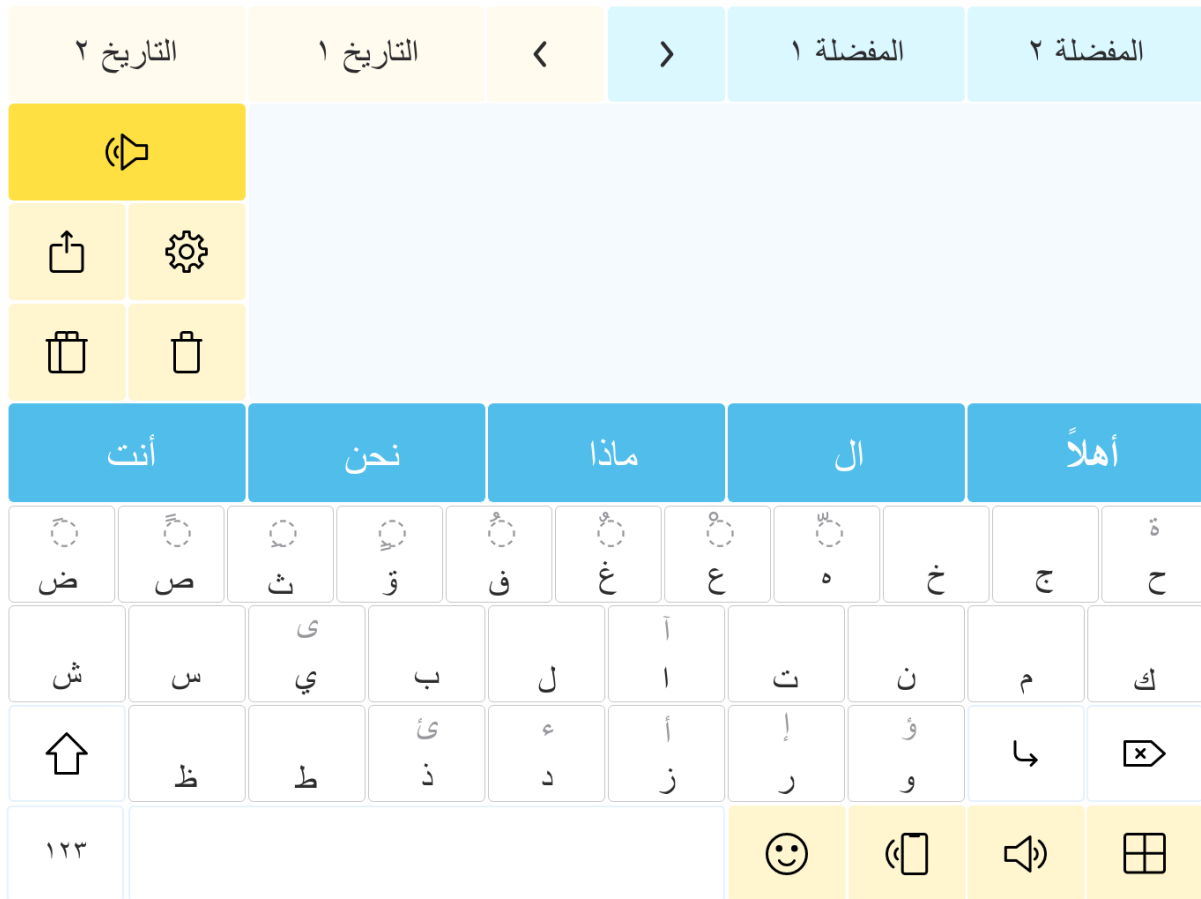 المفضلة ٢ المفضلة ١ التاريخ ١ التاريخ ٢
أهلاً ال ماذا نحن أنت
ة ◌ّ ◌ْ ◌ٌ ◌ُ ◌ٍ ◌ِ ◌ً ◌َ
ح ج خ ه ع غ ف ق ث ص ض
آ ى
ك م ن ت ا ل ب ي س ش
ؤ إ أ ء ئ
و ر ز د ذ ط ظ
١٢٣